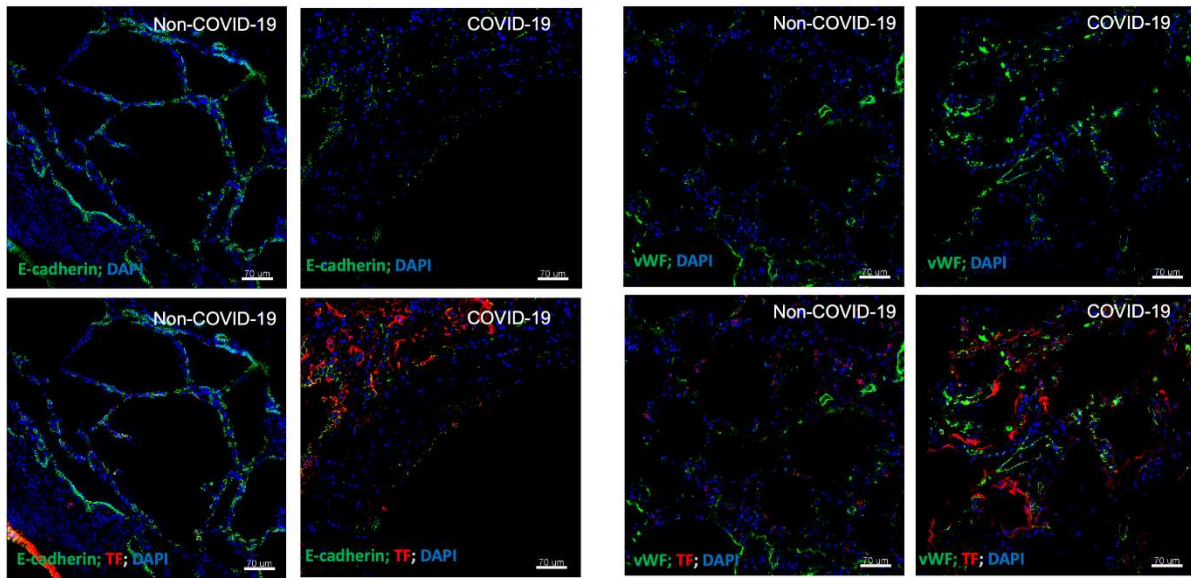 Non-COVID-19
E-cadherin; DAPI
70 um
COVID-19
E-cadherin; DAPI
70 um
Non-COVID-19
vWF; DAPI
70 um
COVID-19
vWF; DAPI
70 um
Non-COVID-19
E-cadherin; TF; DAPI
70 um
COVID-19
E-cadherin; TF; DAPI
70 um
Non-COVID-19
vWF; TF; DAPI
70 um
COVID-19
vWF; TF; DAPI
70 um